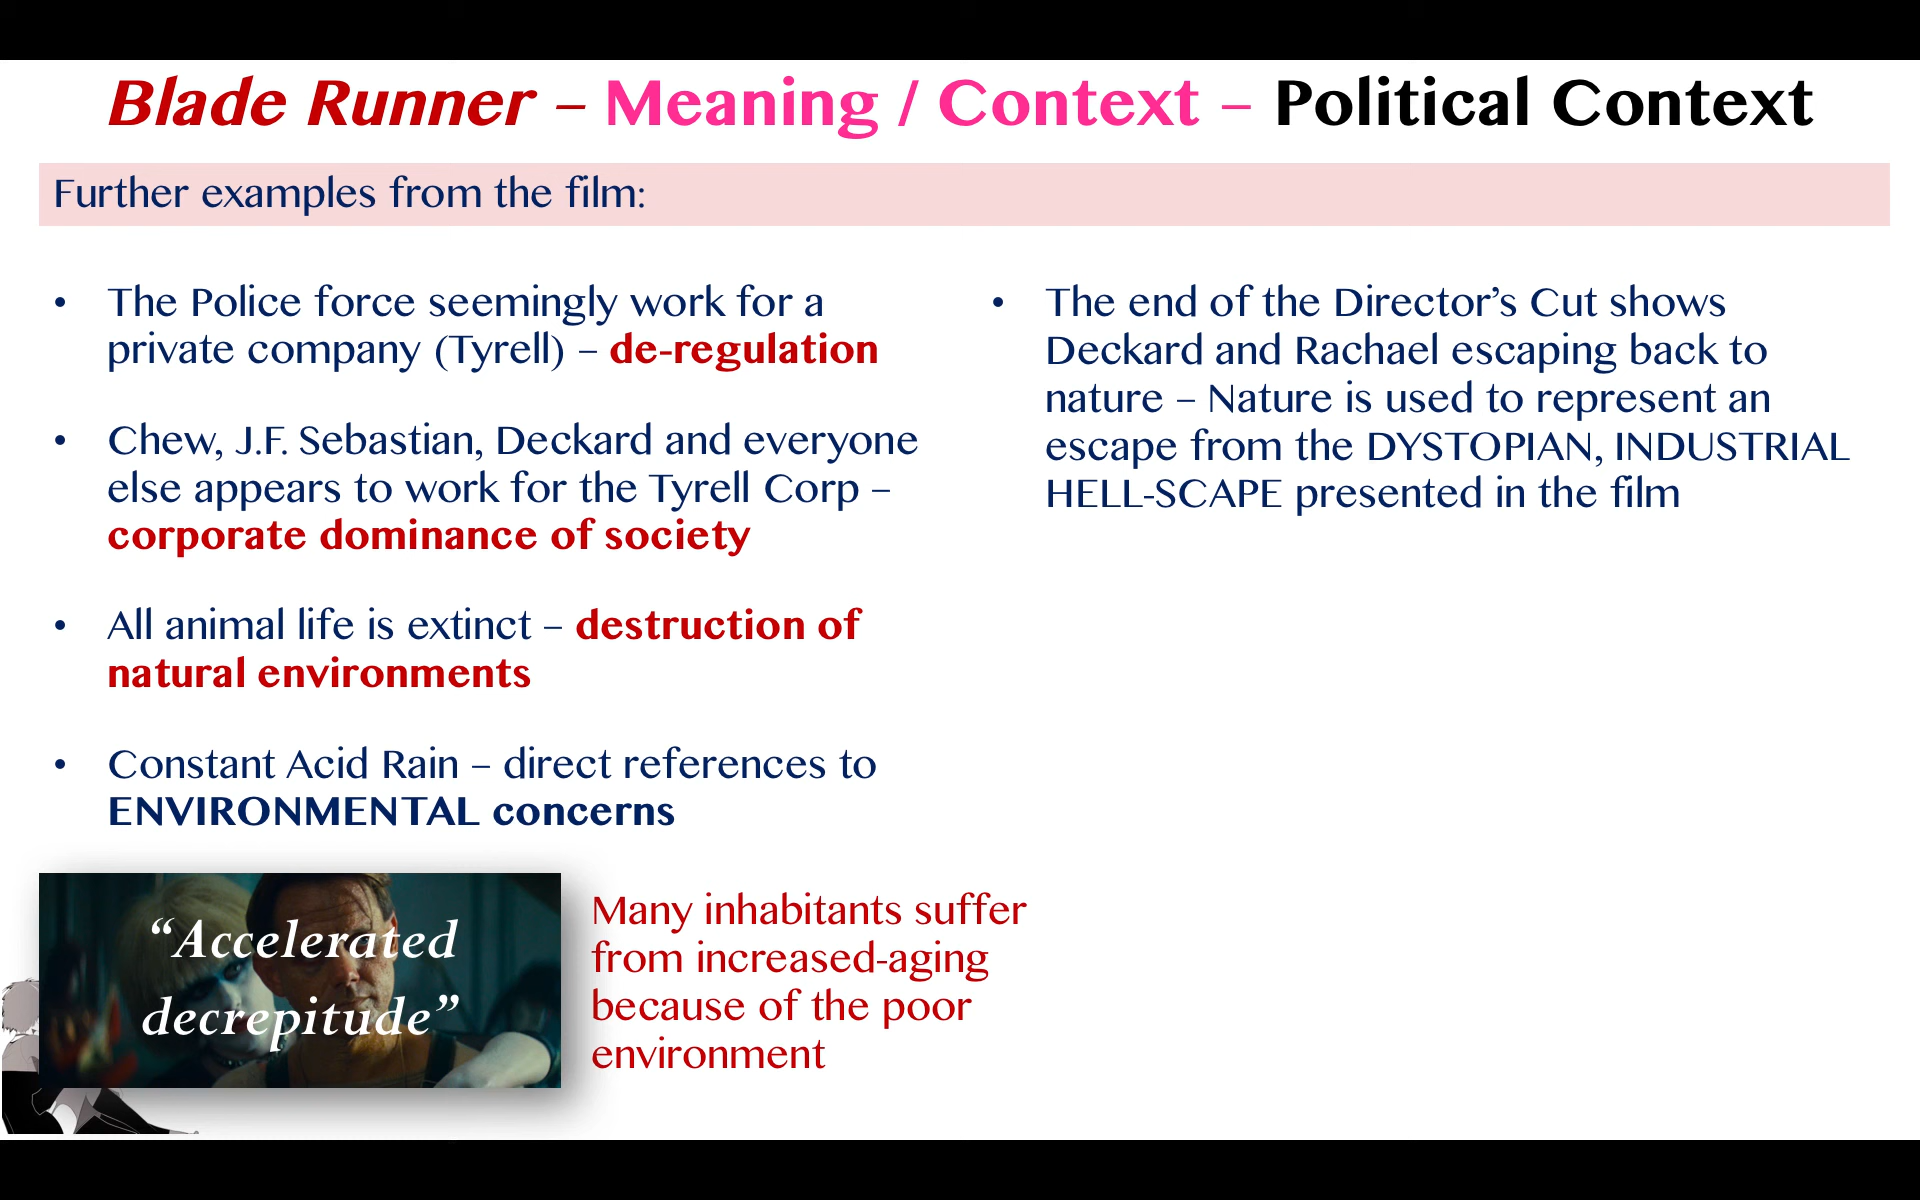 Blade Runner – Meaning / Context – Political Context
Further examples from the film:
• The Police force seemingly work for a
private company (Tyrell) – de-regulation
• Chew, J.F. Sebastian, Deckard and everyone
else appears to work for the Tyrell Corp –
corporate dominance of society
• All animal life is extinct – destruction of
natural environments
• Constant Acid Rain – direct references to
ENVIRONMENTAL concerns
“Accelerated
decrepitude”
Many inhabitants suffer
from increased-aging
because of the poor
environment
• The end of the Director’s Cut shows
Deckard and Rachael escaping back to
nature – Nature is used to represent an
escape from the DYSTOPIAN, INDUSTRIAL
HELL-SCAPE presented in the film